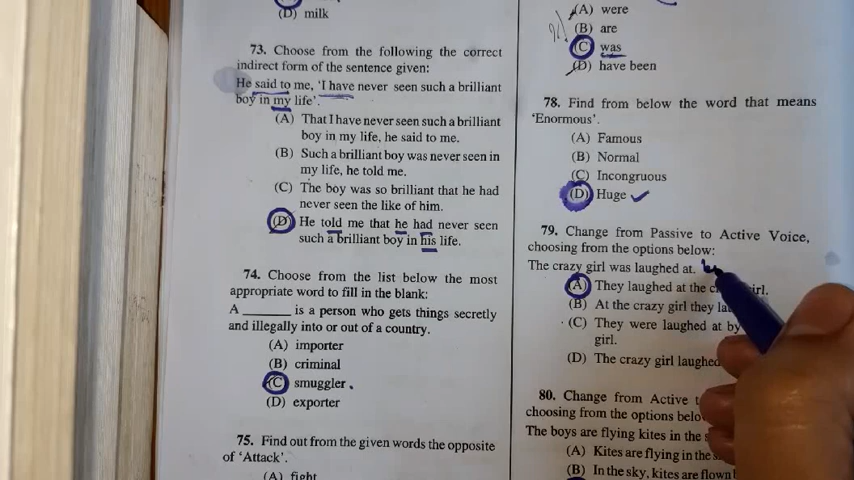 (D) milk
73. Choose from the following the correct
indirect form of the sentence given:
He said to me, 'I have never seen such a brilliant
boy in my life'.
(A) That I have never seen such a brilliant
boy in my life, he said to me.
(B) Such a brilliant boy was never seen in
my life, he told me.
(C) The boy was so brilliant that he had
never seen the like of him.
(D) He told me that he had never seen
such a brilliant boy in his life.
74. Choose from the list below the most
appropriate word to fill in the blank:
A _______ is a person who gets things secretly
and illegally into or out of a country.
(A) importer
(B) criminal
(C) smuggler
(D) exporter
75. Find out from the given words the opposite
of 'Attack'.
(A) fight
(A) were
(B) are
(C) was
(D) have been
78. Find from below the word that means
'Enormous'.
(A) Famous
(B) Normal
(C) Incongruous
(D) Huge
79. Change from Passive to Active Voice,
choosing from the options below:
The crazy girl was laughed at.
(A) They laughed at the girl.
(B) At the crazy girl they
(C) They were laughed at by
girl.
(D) The crazy girl laughed
80. Change from Active
choosing from the options
The boys are flying kites in the
(A) Kites are flying in the
(B) In the sky, kites are flown